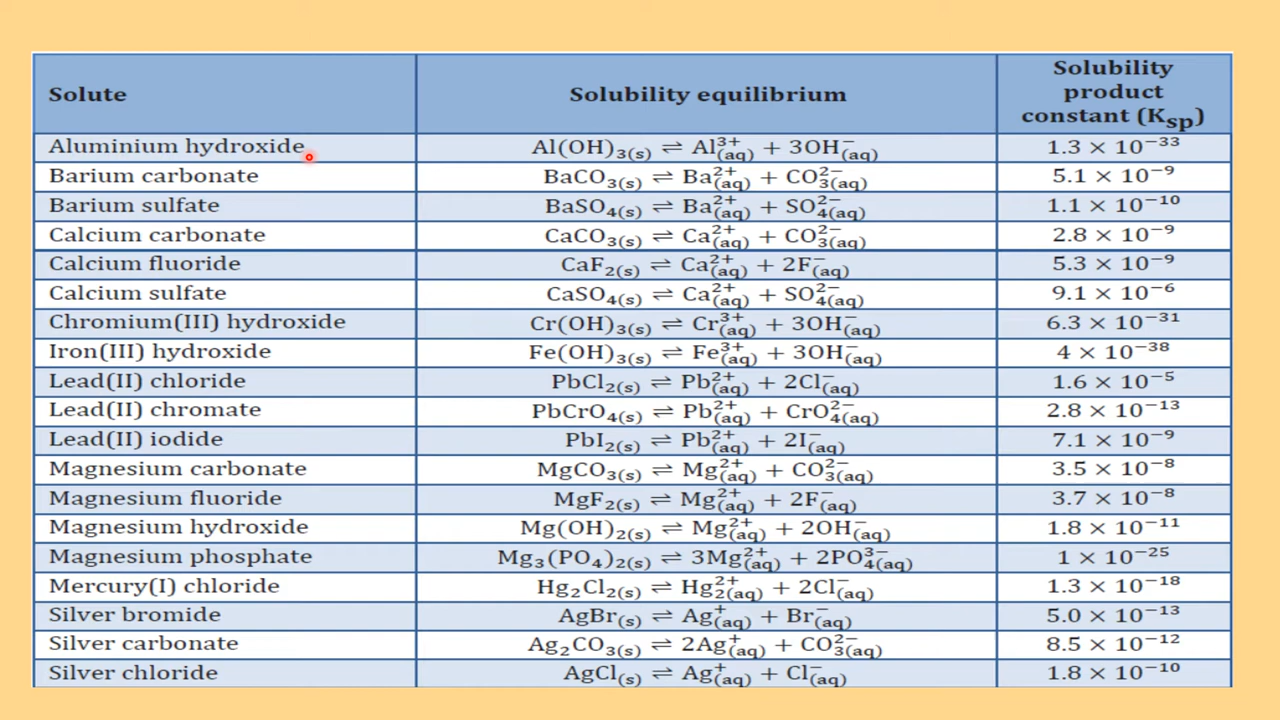 Solute Solubility equilibrium Solubility product constant (Ksp)
Aluminium hydroxide Al(OH)₃(s) ⇌ Al³⁺(aq) + 3OH⁻(aq) 1.3 × 10⁻³³
Barium carbonate BaCO₃(s) ⇌ Ba²⁺(aq) + CO₃²⁻(aq) 5.1 × 10⁻⁹
Barium sulfate BaSO₄(s) ⇌ Ba²⁺(aq) + SO₄²⁻(aq) 1.1 × 10⁻¹⁰
Calcium carbonate CaCO₃(s) ⇌ Ca²⁺(aq) + CO₃²⁻(aq) 2.8 × 10⁻⁹
Calcium fluoride CaF₂(s) ⇌ Ca²⁺(aq) + 2F⁻(aq) 5.3 × 10⁻⁹
Calcium sulfate CaSO₄(s) ⇌ Ca²⁺(aq) + SO₄²⁻(aq) 9.1 × 10⁻⁶
Chromium(III) hydroxide Cr(OH)₃(s) ⇌ Cr³⁺(aq) + 3OH⁻(aq) 6.3 × 10⁻³¹
Iron(III) hydroxide Fe(OH)₃(s) ⇌ Fe³⁺(aq) + 3OH⁻(aq) 4 × 10⁻³⁸
Lead(II) chloride PbCl₂(s) ⇌ Pb²⁺(aq) + 2Cl⁻(aq) 1.6 × 10⁻⁵
Lead(II) chromate PbCrO₄(s) ⇌ Pb²⁺(aq) + CrO₄²⁻(aq) 2.8 × 10⁻¹³
Lead(II) iodide PbI₂(s) ⇌ Pb²⁺(aq) + 2I⁻(aq) 7.1 × 10⁻⁹
Magnesium carbonate MgCO₃(s) ⇌ Mg²⁺(aq) + CO₃²⁻(aq) 3.5 × 10⁻⁸
Magnesium fluoride MgF₂(s) ⇌ Mg²⁺(aq) + 2F⁻(aq) 3.7 × 10⁻⁸
Magnesium hydroxide Mg(OH)₂(s) ⇌ Mg²⁺(aq) + 2OH⁻(aq) 1.8 × 10⁻¹¹
Magnesium phosphate Mg₃(PO₄)₂(s) ⇌ 3Mg²⁺(aq) + 2PO₄³⁻(aq) 1 × 10⁻²⁵
Mercury(I) chloride Hg₂Cl₂(s) ⇌ Hg₂²⁺(aq) + 2Cl⁻(aq) 1.3 × 10⁻¹⁸
Silver bromide AgBr(s) ⇌ Ag⁺(aq) + Br⁻(aq) 5.0 × 10⁻¹³
Silver carbonate Ag₂CO₃(s) ⇌ 2Ag⁺(aq) + CO₃²⁻(aq) 8.5 × 10⁻¹²
Silver chloride AgCl(s) ⇌ Ag⁺(aq) + Cl⁻(aq) 1.8 × 10⁻¹⁰